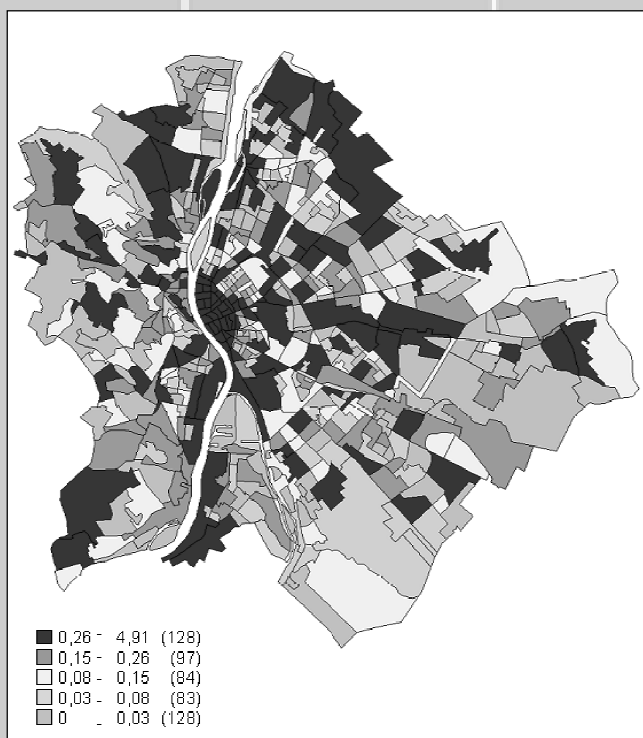 0,26 - 4,91 (128)
0,15 - 0,26 (97)
0,08 - 0,15 (84)
0,03 - 0,08 (83)
0 - 0,03 (128)